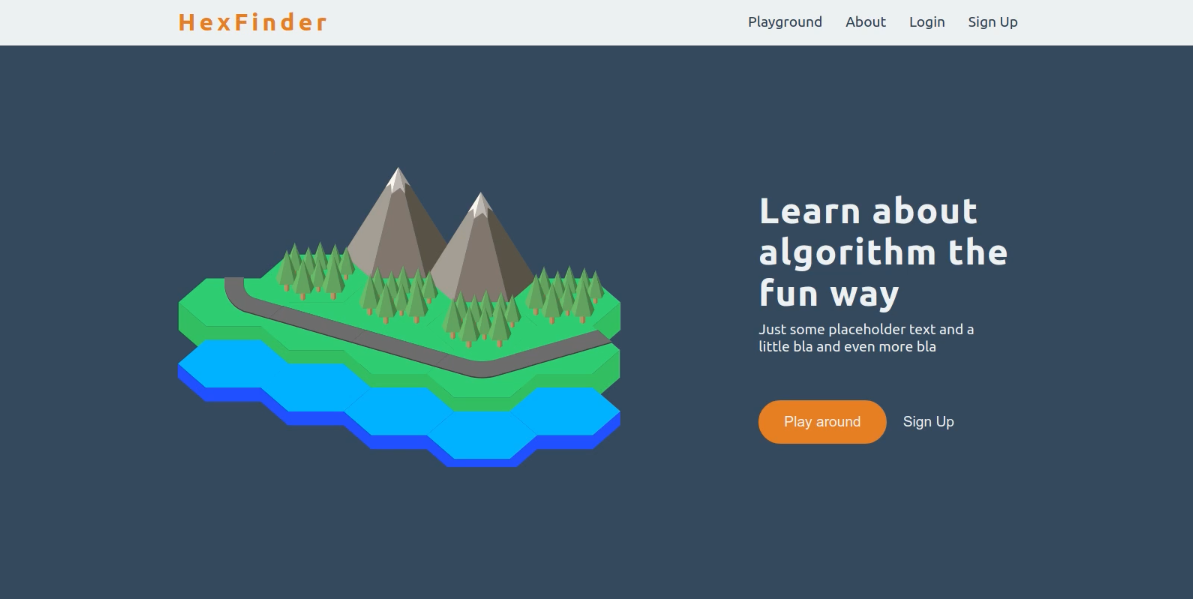 HexFinder
Playground About Login Sign Up
Learn about
algorithm the
fun way
Just some placeholder text and a
little bla and even more bla
Play around Sign Up